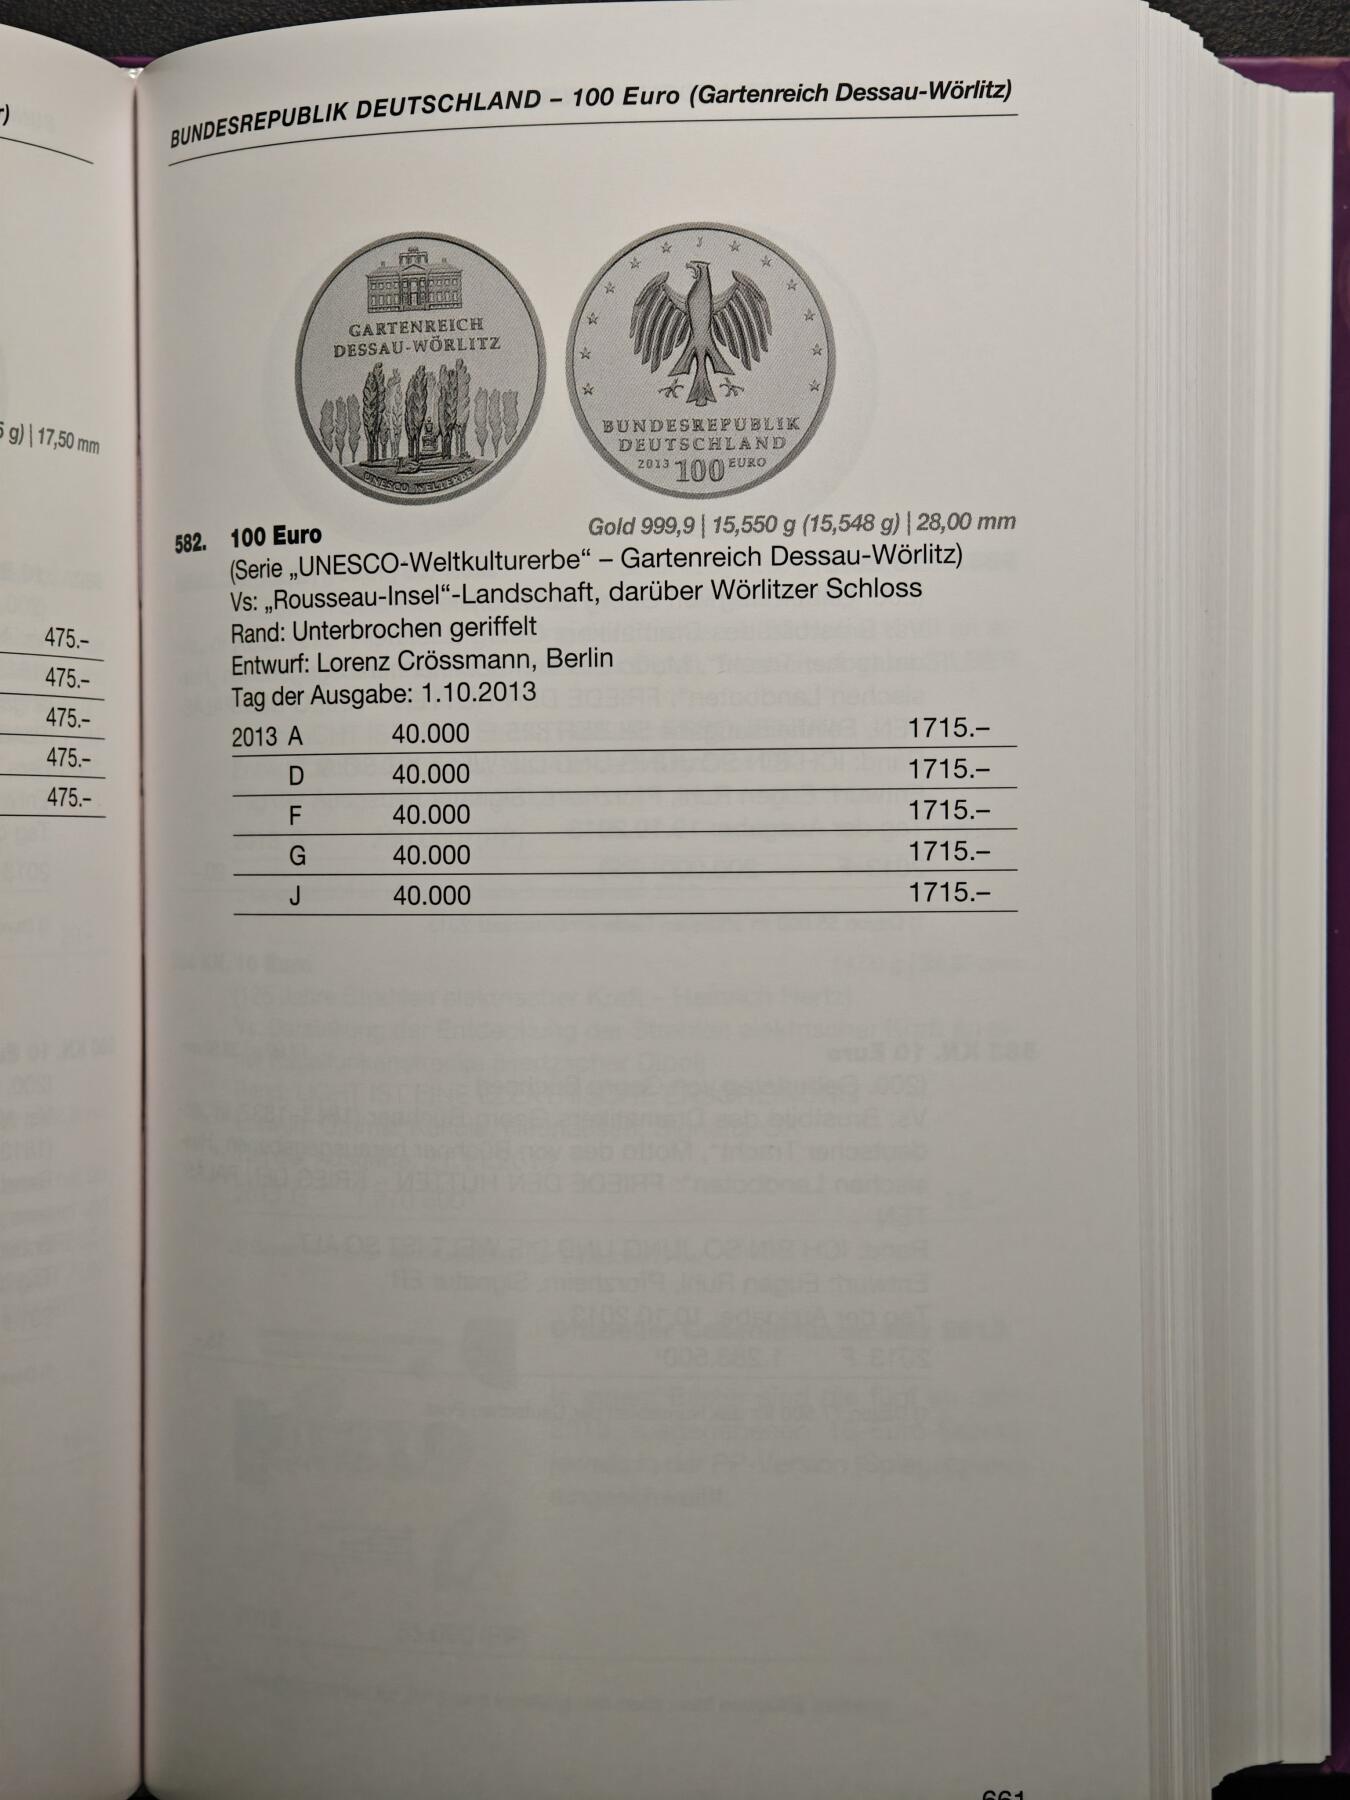 r)
5 g) | 17,50 mm
475.–
475.–
475.–
475.–
475.–
BUNDESREPUBLIK DEUTSCHLAND – 100 Euro (Gartenreich Dessau-Wörlitz)
GARTENREICH
DESSAU-WÖRLITZ
UNESCO WELTERBE
J
BUNDESREPUBLIK
DEUTSCHLAND
2013 100 EURO
582. 100 Euro Gold 999,9 | 15,550 g (15,548 g) | 28,00 mm
(Serie „UNESCO-Weltkulturerbe“ – Gartenreich Dessau-Wörlitz)
Vs: „Rousseau-Insel“-Landschaft, darüber Wörlitzer Schloss
Rand: Unterbrochen geriffelt
Entwurf: Lorenz Crössmann, Berlin
Tag der Ausgabe: 1.10.2013
2013 A 40.000 1715.–
D 40.000 1715.–
F 40.000 1715.–
G 40.000 1715.–
J 40.000 1715.–
661